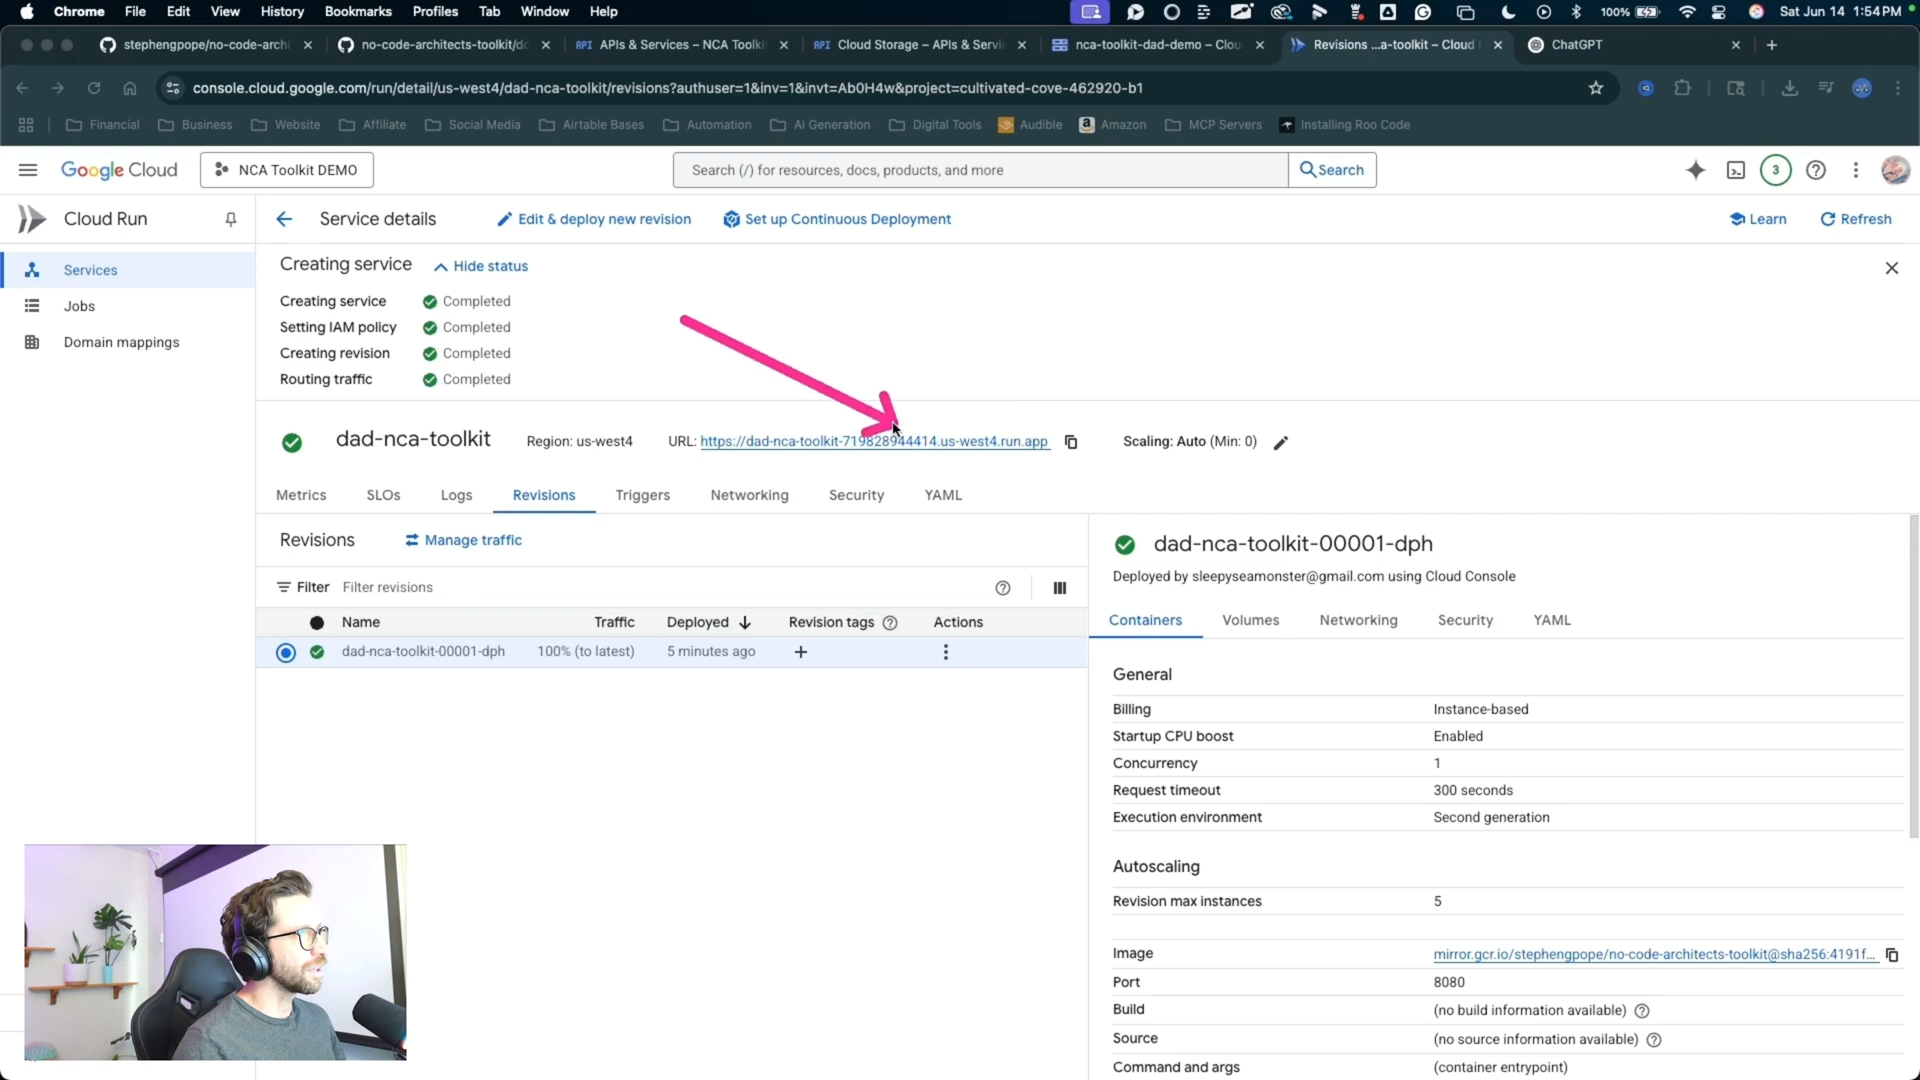 Chrome File Edit View History Bookmarks Profiles Tab Window Help 100% Sat Jun 14 1:54 PM
stephengpope/no-code-archi no-code-architects-toolkit/do API APIs & Services – NCA Toolki API Cloud Storage – APIs & Servi nca-toolkit-dad-demo – Clou Revisions ...a-toolkit – Cloud ChatGPT
console.cloud.google.com/run/detail/us-west4/dad-nca-toolkit/revisions?authuser=1&inv=1&invt=Ab0H4w&project=cultivated-cove-462920-b1
Financial Business Website Affiliate Social Media Airtable Bases Automation Ai Generation Digital Tools Audible Amazon MCP Servers Installing Roo Code
Google Cloud NCA Toolkit DEMO Search (/) for resources, docs, products, and more Search 3
Cloud Run Service details Edit & deploy new revision Set up Continuous Deployment Learn Refresh
Services
Jobs
Domain mappings
Creating service Hide status
Creating service Completed
Setting IAM policy Completed
Creating revision Completed
Routing traffic Completed
dad-nca-toolkit Region: us-west4 URL: https://dad-nca-toolkit-719828944414.us-west4.run.app Scaling: Auto (Min: 0)
Metrics SLOs Logs Revisions Triggers Networking Security YAML
Revisions Manage traffic
Filter Filter revisions
Name Traffic Deployed Revision tags Actions
dad-nca-toolkit-00001-dph 100% (to latest) 5 minutes ago
dad-nca-toolkit-00001-dph
Deployed by sleepyseamonster@gmail.com using Cloud Console
Containers Volumes Networking Security YAML
General
Billing Instance-based
Startup CPU boost Enabled
Concurrency 1
Request timeout 300 seconds
Execution environment Second generation
Autoscaling
Revision max instances 5
Image mirror.gcr.io/stephengpope/no-code-architects-toolkit@sha256:4191f...
Port 8080
Build (no build information available)
Source (no source information available)
Command and args (container entrypoint)